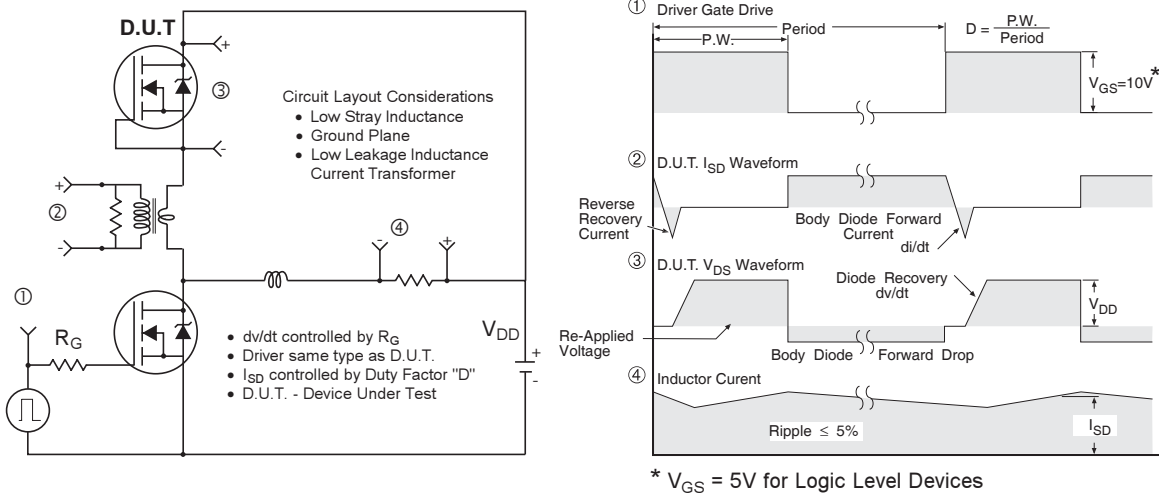 D.U.T
+
③
-
Circuit Layout Considerations
• Low Stray Inductance
• Ground Plane
• Low Leakage Inductance
Current Transformer
+
②
-
④
-
+
①
R_G
• dv/dt controlled by R_G
• Driver same type as D.U.T.
• I_SD controlled by Duty Factor "D"
• D.U.T. - Device Under Test
V_DD
+
-
① Driver Gate Drive
P.W.
Period
D = P.W.
Period
V_GS=10V*
② D.U.T. I_SD Waveform
Reverse
Recovery
Current
Body Diode Forward
Current
di/dt
③ D.U.T. V_DS Waveform
Diode Recovery
dv/dt
V_DD
Re-Applied
Voltage
Body Diode Forward Drop
④ Inductor Curent
Ripple ≤ 5%
I_SD
* V_GS = 5V for Logic Level Devices